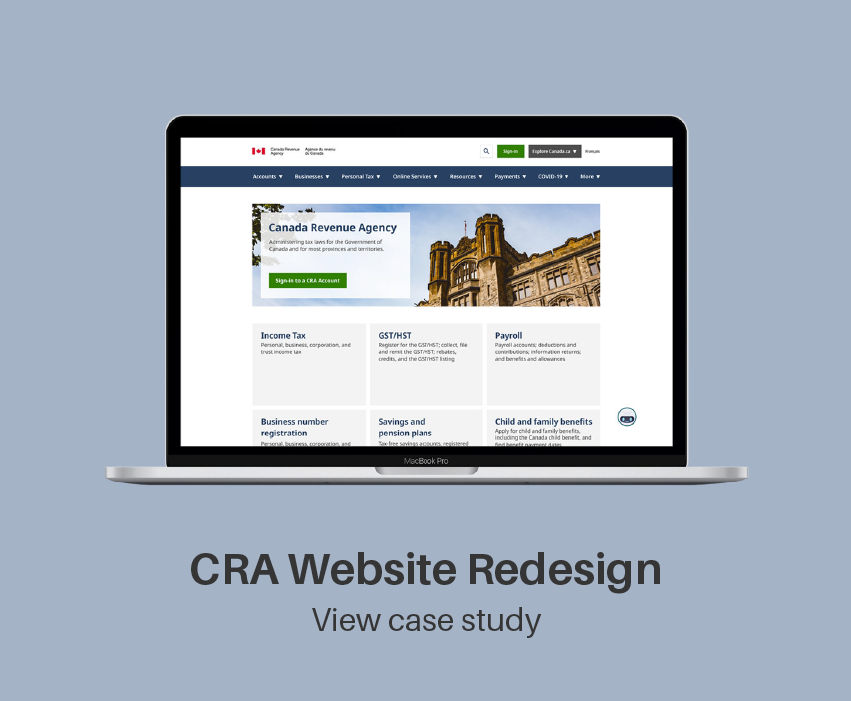 Canada Revenue Agence du revenu
Agency du Canada
Sign-in Explore Canada.ca ▼ Français
Accounts ▼ Businesses ▼ Personal Tax ▼ Online Services ▼ Resources ▼ Payments ▼ COVID-19 ▼ More ▼
Canada Revenue Agency
Administering tax laws for the Government of
Canada and for most provinces and territories.
Sign-in to a CRA Account
Income Tax
Personal, business, corporation, and
trust income tax
GST/HST
Register for the GST/HST; collect, file
and remit the GST/HST; rebates,
credits, and the GST/HST listing
Payroll
Payroll accounts; deductions and
contributions; information returns;
and benefits and allowances
Business number
registration
Personal, business, corporation, and
Savings and
pension plans
Tax-free savings accounts, registered
Child and family benefits
Apply for child and family benefits,
including the Canada child benefit, and
find benefit payment dates
MacBook Pro
CRA Website Redesign
View case study